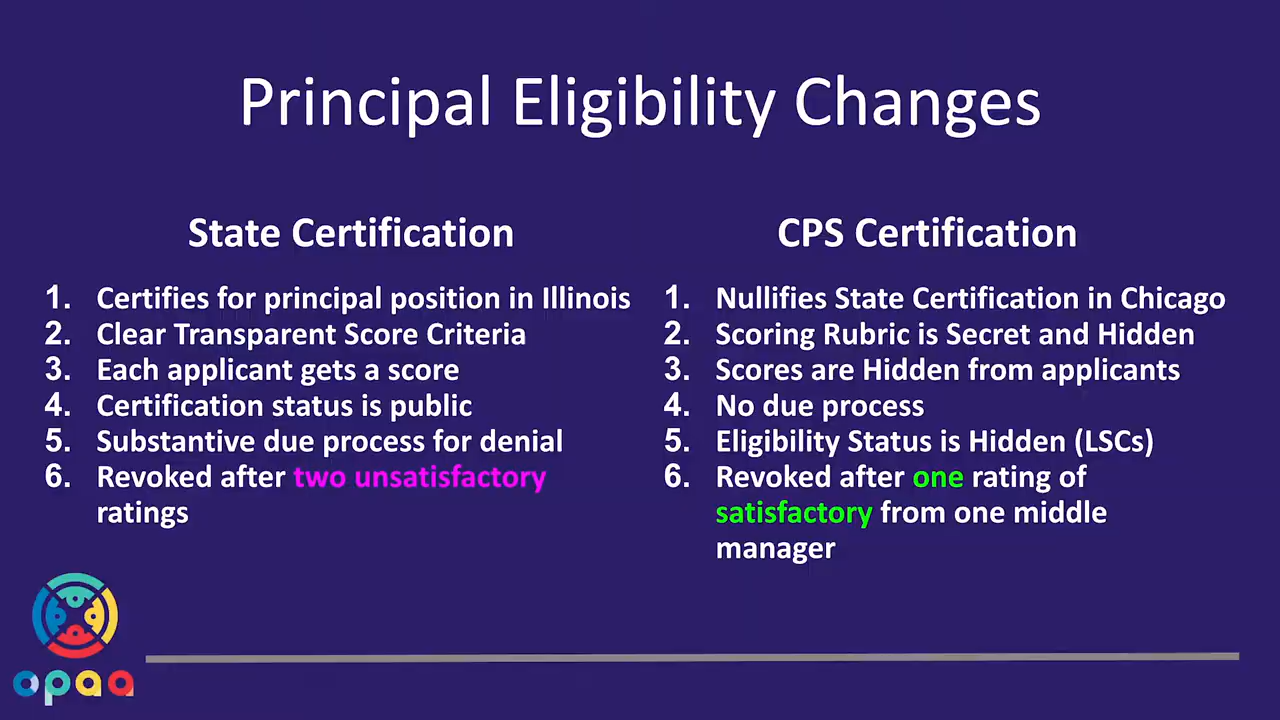 Principal Eligibility Changes
State Certification
1. Certifies for principal position in Illinois
2. Clear Transparent Score Criteria
3. Each applicant gets a score
4. Certification status is public
5. Substantive due process for denial
6. Revoked after two unsatisfactory
ratings
CPS Certification
1. Nullifies State Certification in Chicago
2. Scoring Rubric is Secret and Hidden
3. Scores are Hidden from applicants
4. No due process
5. Eligibility Status is Hidden (LSCs)
6. Revoked after one rating of
satisfactory from one middle
manager
cpaa